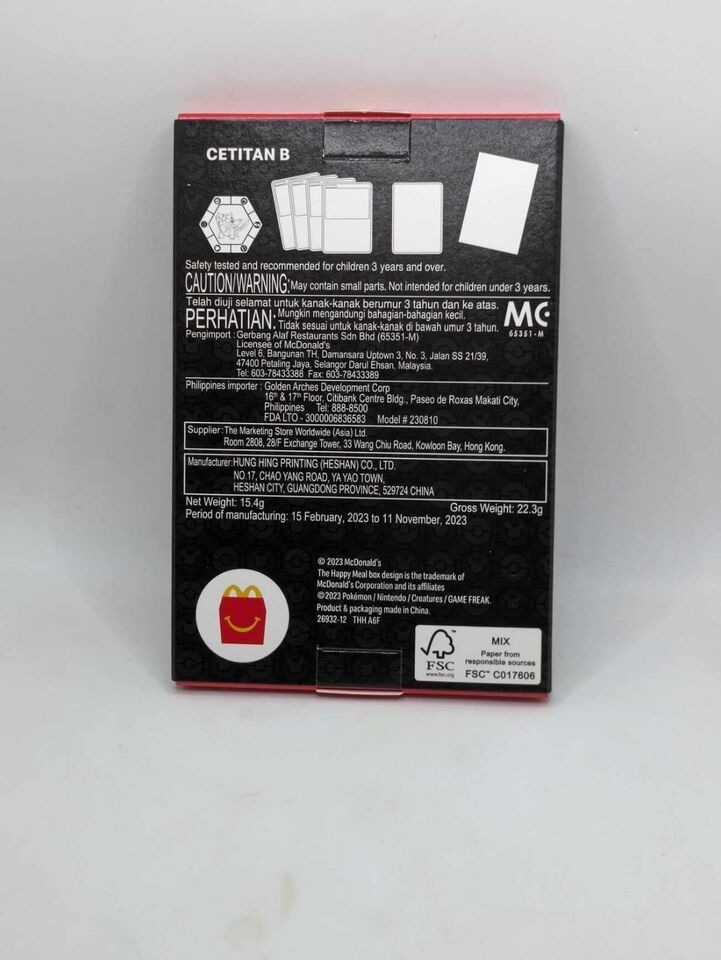 CETITAN B
Safety tested and recommended for children 3 years and over.
CAUTION/WARNING: May contain small parts. Not intended for children under 3 years.
Telah diuji selamat untuk kanak-kanak berumur 3 tahun dan ke atas.
PERHATIAN: Mungkin mengandungi bahagian-bahagian kecil.
Tidak sesuai untuk kanak-kanak di bawah umur 3 tahun.
MC
65351-M
Pengimport : Gerbang Alaf Restaurants Sdn Bhd (65351-M)
Licensee of McDonald's
Level 6, Bangunan TH, Damansara Uptown 3, No. 3, Jalan SS 21/39,
47400 Petaling Jaya, Selangor Darul Ehsan, Malaysia.
Tel: 603-78433388 Fax: 603-78433389
Philippines importer : Golden Arches Development Corp
16th & 17th Floor, Citibank Centre Bldg., Paseo de Roxas Makati City,
Philippines Tel: 888-8500
FDA LTO - 3000006836583 Model # 230810
Supplier: The Marketing Store Worldwide (Asia) Ltd.
Room 2808, 28/F Exchange Tower, 33 Wang Chiu Road, Kowloon Bay, Hong Kong.
Manufacturer: HUNG HING PRINTING (HESHAN) CO., LTD.
NO.17, CHAO YANG ROAD, YA YAO TOWN,
HESHAN CITY, GUANGDONG PROVINCE, 529724 CHINA
Net Weight: 15.4g Gross Weight: 22.3g
Period of manufacturing: 15 February, 2023 to 11 November, 2023
© 2023 McDonald's
The Happy Meal box design is the trademark of
McDonald's Corporation and its affiliates
©2023 Pokémon / Nintendo / Creatures / GAME FREAK.
Product & packaging made in China.
26932-12 THH A6F
FSC™
www.fsc.org
MIX
Paper from
responsible sources
FSC™ C017606